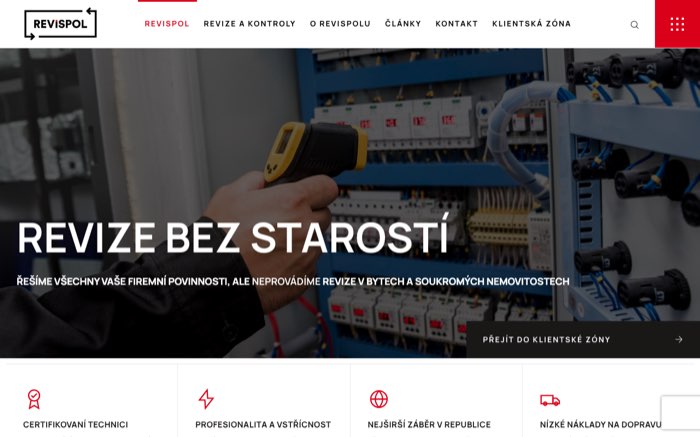 REVISPOL
REVISPOL REVIZE A KONTROLY O REVISPOLU ČLÁNKY KONTAKT KLIENTSKÁ ZÓNA
REVIZE BEZ STAROSTÍ
ŘEŠÍME VŠECHNY VAŠE FIREMNÍ POVINNOSTI, ALE NEPROVÁDÍME REVIZE V BYTECH A SOUKROMÝCH NEMOVITOSTECH
PŘEJÍT DO KLIENTSKÉ ZÓNY
CERTIFIKOVANÍ TECHNICI
PROFESIONALITA A VSTŘÍCNOST
NEJŠIRŠÍ ZÁBĚR V REPUBLICE
NÍZKÉ NÁKLADY NA DOPRAVU